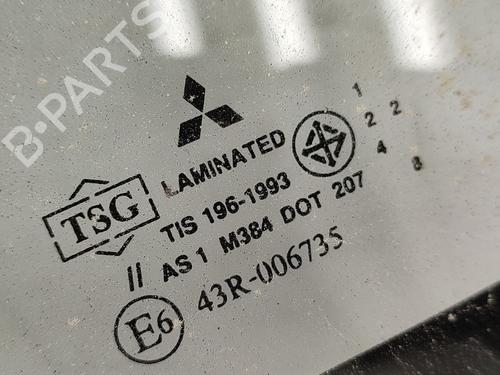 B-PARTS
LAMINATED
TSG
TIS 196-1993
// AS 1 M384 DOT 207
E6 43R-006735
1
2 2
4 8